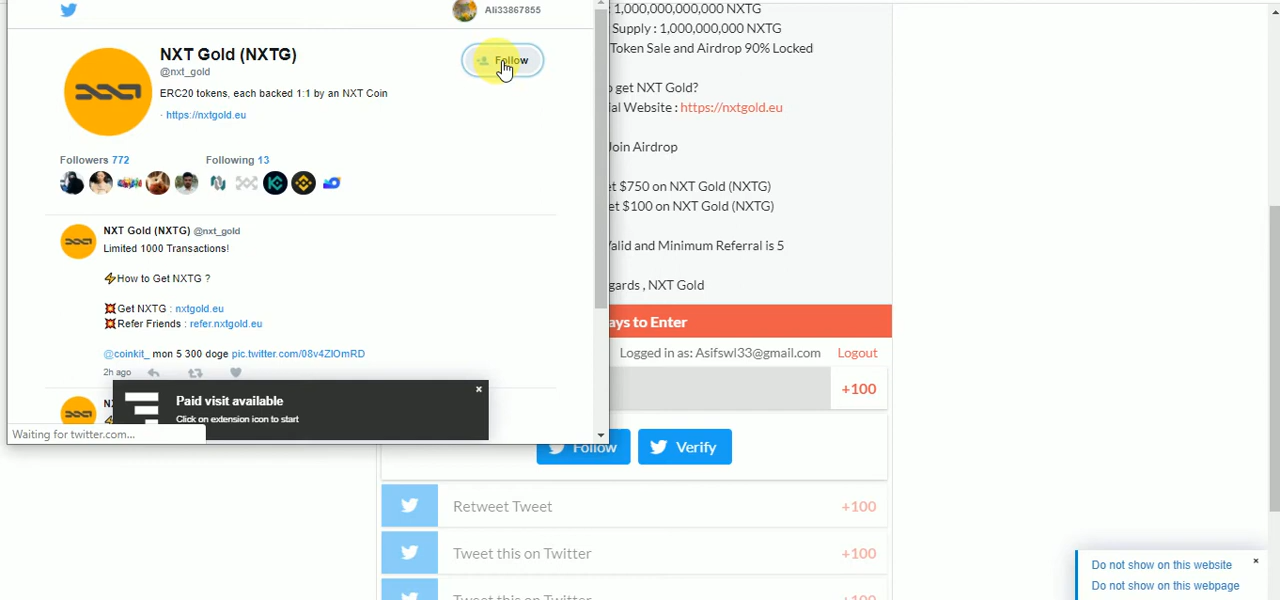 Ali33867855
NXT Gold (NXTG)
@nxt_gold
Follow
ERC20 tokens, each backed 1:1 by an NXT Coin
· https://nxtgold.eu
Followers 772
Following 13
NXT Gold (NXTG) @nxt_gold
Limited 1000 Transactions!
⚡How to Get NXTG ?
💥Get NXTG : nxtgold.eu
💥Refer Friends : refer.nxtgold.eu
@coinkit_ mon 5 300 doge pic.twitter.com/08v4ZlOmRD
2h ago
Paid visit available
Click on extension icon to start
Waiting for twitter.com...
: 1,000,000,000,000 NXTG
Supply : 1,000,000,000 NXTG
Token Sale and Airdrop 90% Locked
get NXT Gold?
ial Website : https://nxtgold.eu
Join Airdrop
et $750 on NXT Gold (NXTG)
et $100 on NXT Gold (NXTG)
Valid and Minimum Referral is 5
gards , NXT Gold
ays to Enter
Logged in as: Asifswl33@gmail.com Logout
+100
Follow
Verify
Retweet Tweet +100
Tweet this on Twitter +100
Tweet this on Twitter +100
Do not show on this website
Do not show on this webpage